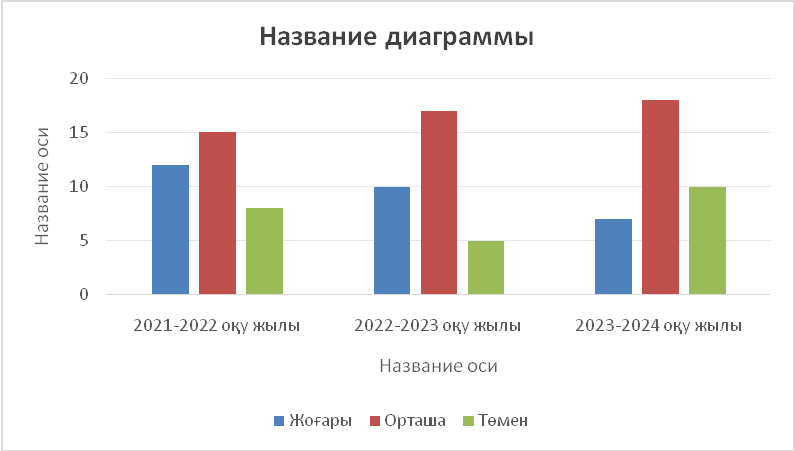 Название диаграммы
Название оси
20
15
10
5
0
2021-2022 оқу жылы
2022-2023 оқу жылы
2023-2024 оқу жылы
Название оси
Жоғары
Орташа
Төмен